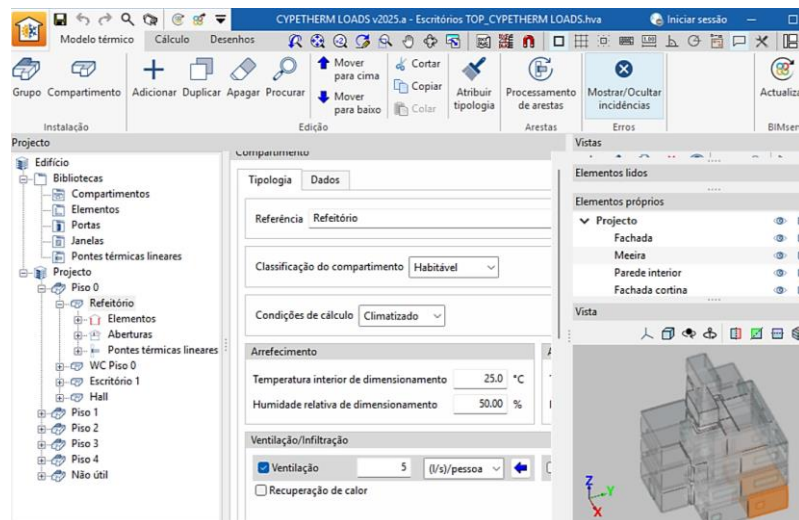 CYPETHERM LOADS v2025.a - Escritórios TOP_CYPETHERM LOADS.hva
Iniciar sessão
Modelo térmico Cálculo Desenhos
Grupo Compartimento Adicionar Duplicar Apagar Procurar
Mover para cima
Mover para baixo
Cortar
Copiar
Colar
Atribuir tipologia
Processamento de arestas
Mostrar/Ocultar incidências
Instalação Edição Arestas Erros
Projecto
Edifício
Bibliotecas
Compartimentos
Elementos
Portas
Janelas
Pontes térmicas lineares
Projecto
Piso 0
Refeitório
Elementos
Aberturas
Pontes térmicas lineares
WC Piso 0
Escritório 1
Hall
Piso 1
Piso 2
Piso 3
Piso 4
Não útil
Compartimento
Tipologia Dados
Referência Refeitório
Classificação do compartimento Habitável
Condições de cálculo Climatizado
Arrefecimento
Temperatura interior de dimensionamento 25.0 °C
Humidade relativa de dimensionamento 50.00 %
Ventilação/Infiltração
Ventilação 5 (l/s)/pessoa
Recuperação de calor
Vistas
Elementos lidos
Elementos próprios
Projecto
Fachada
Meeira
Parede interior
Fachada cortina
Vista
Z
Y
X